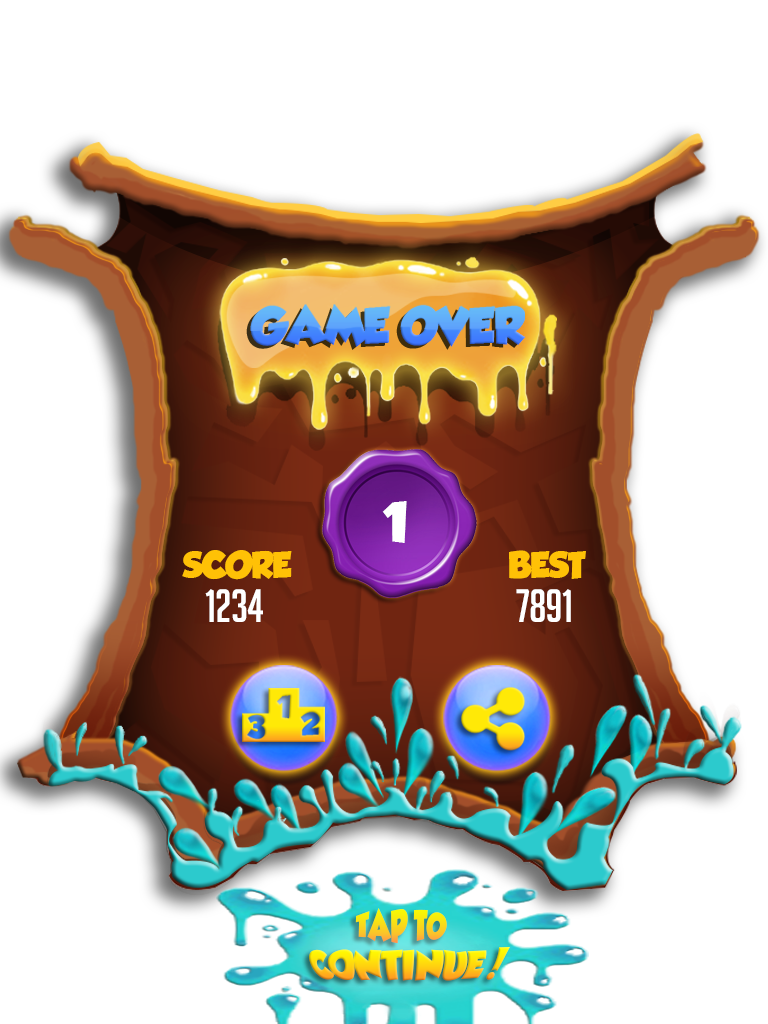 GAME OVER
1
SCORE
1234
BEST
7891
1
3 2
TAP TO
CONTINUE!